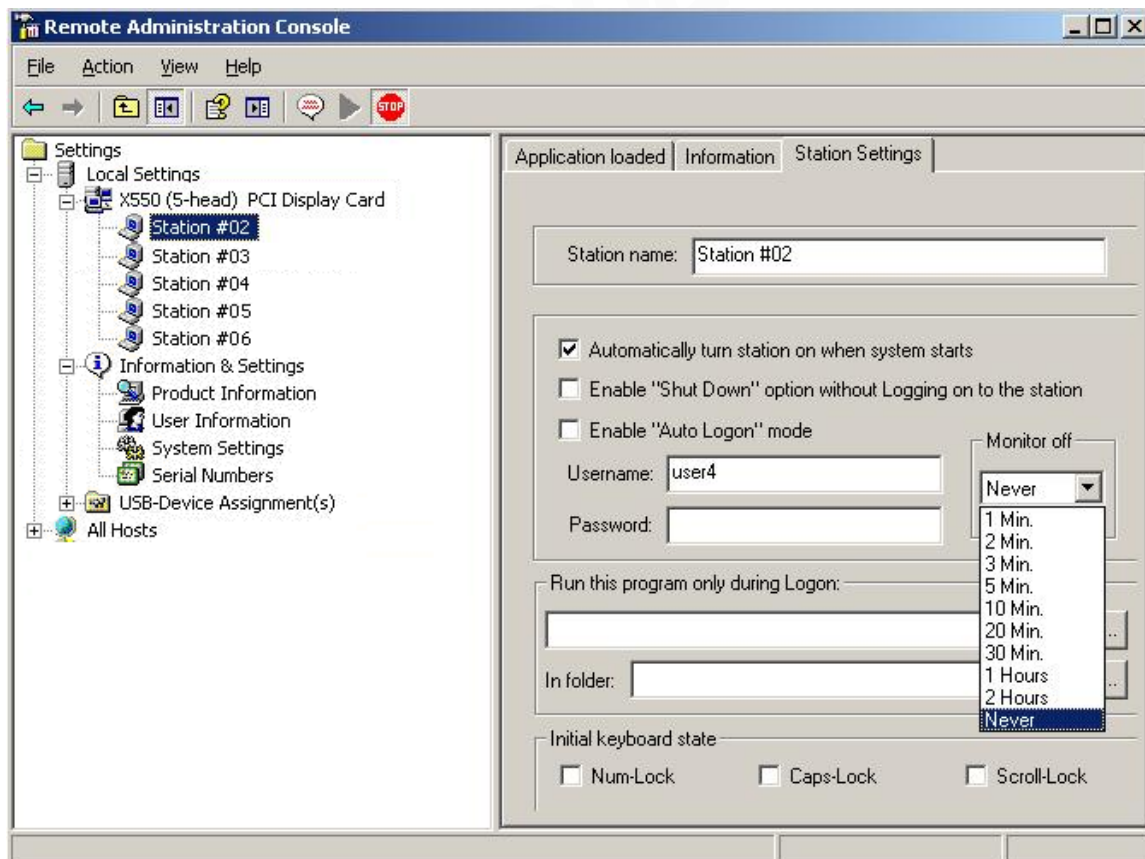 Remote Administration Console
File Action View Help
STOP
Settings
Local Settings
X550 (5-head) PCI Display Card
Station #02
Station #03
Station #04
Station #05
Station #06
Information & Settings
Product Information
User Information
System Settings
Serial Numbers
USB-Device Assignment(s)
All Hosts
Application loaded Information Station Settings
Station name: Station #02
Automatically turn station on when system starts
Enable "Shut Down" option without Logging on to the station
Enable "Auto Logon" mode
Username: user4
Password:
Monitor off
Never
1 Min.
2 Min.
3 Min.
5 Min.
10 Min.
20 Min.
30 Min.
1 Hours
2 Hours
Never
Run this program only during Logon:
..
In folder:
..
Initial keyboard state
Num-Lock Caps-Lock Scroll-Lock